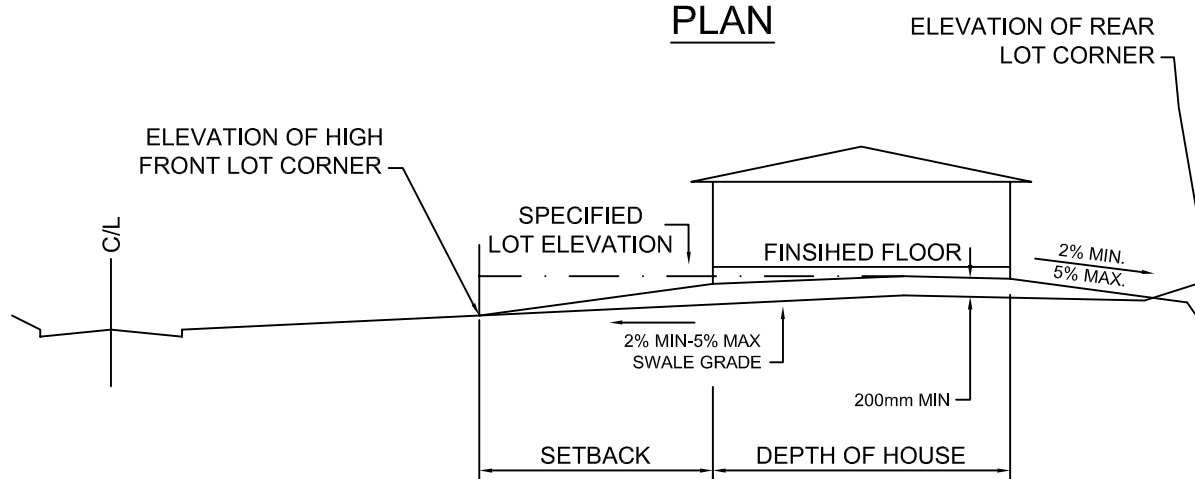 PLAN
ELEVATION OF REAR
LOT CORNER
ELEVATION OF HIGH
FRONT LOT CORNER
C/L
SPECIFIED
LOT ELEVATION
FINSIHED FLOOR
2% MIN.
5% MAX.
2% MIN-5% MAX
SWALE GRADE
200mm MIN
SETBACK
DEPTH OF HOUSE